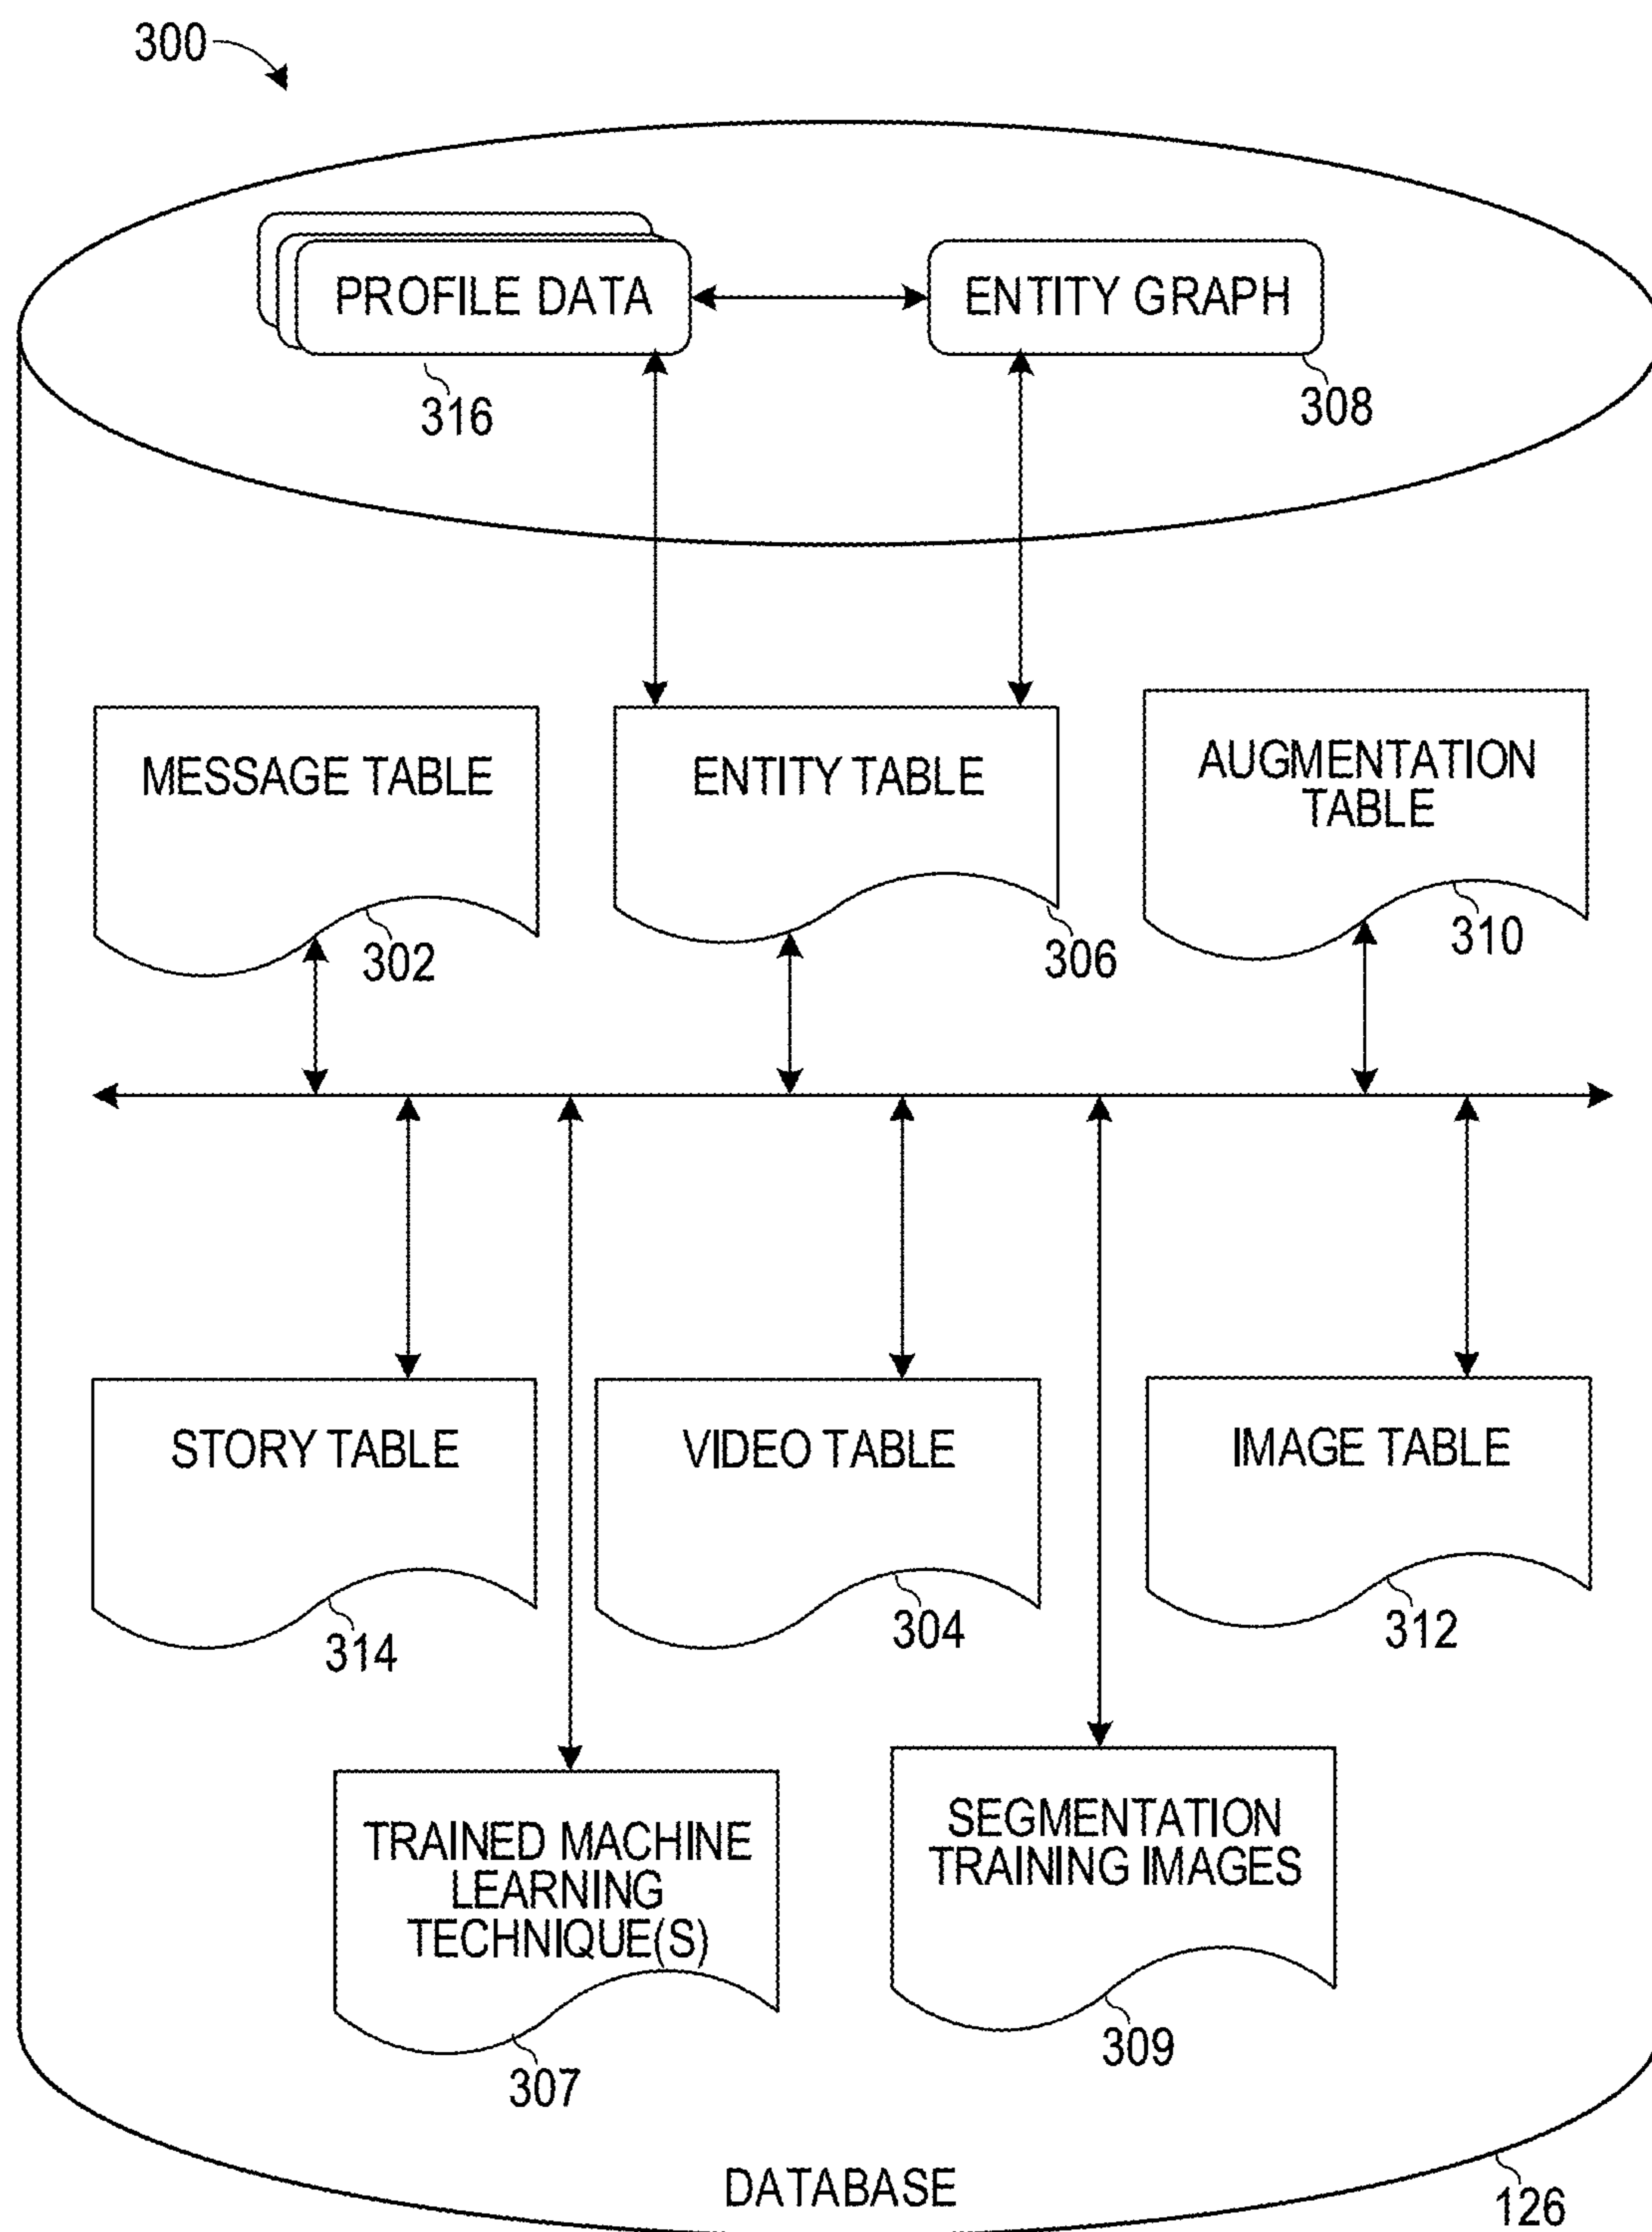 300
PROFILE DATA
ENTITY GRAPH
316
308
MESSAGE TABLE
ENTITY TABLE
AUGMENTATION
TABLE
302
306
310
STORY TABLE
VIDEO TABLE
IMAGE TABLE
314
304
312
TRAINED MACHINE
LEARNING
TECHNIQUE(S)
SEGMENTATION
TRAINING IMAGES
307
309
DATABASE
126